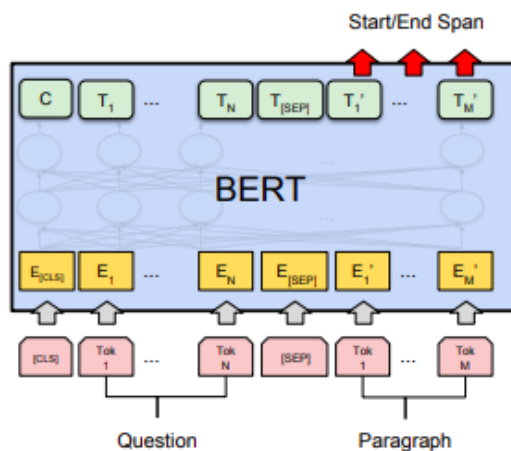 Start/End Span
C T1 ... TN T[SEP] T1' ... TM'
BERT
E[CLS] E1 ... EN E[SEP] E1' ... EM'
[CLS] Tok 1 ... Tok N [SEP] Tok 1 ... Tok M
Question Paragraph